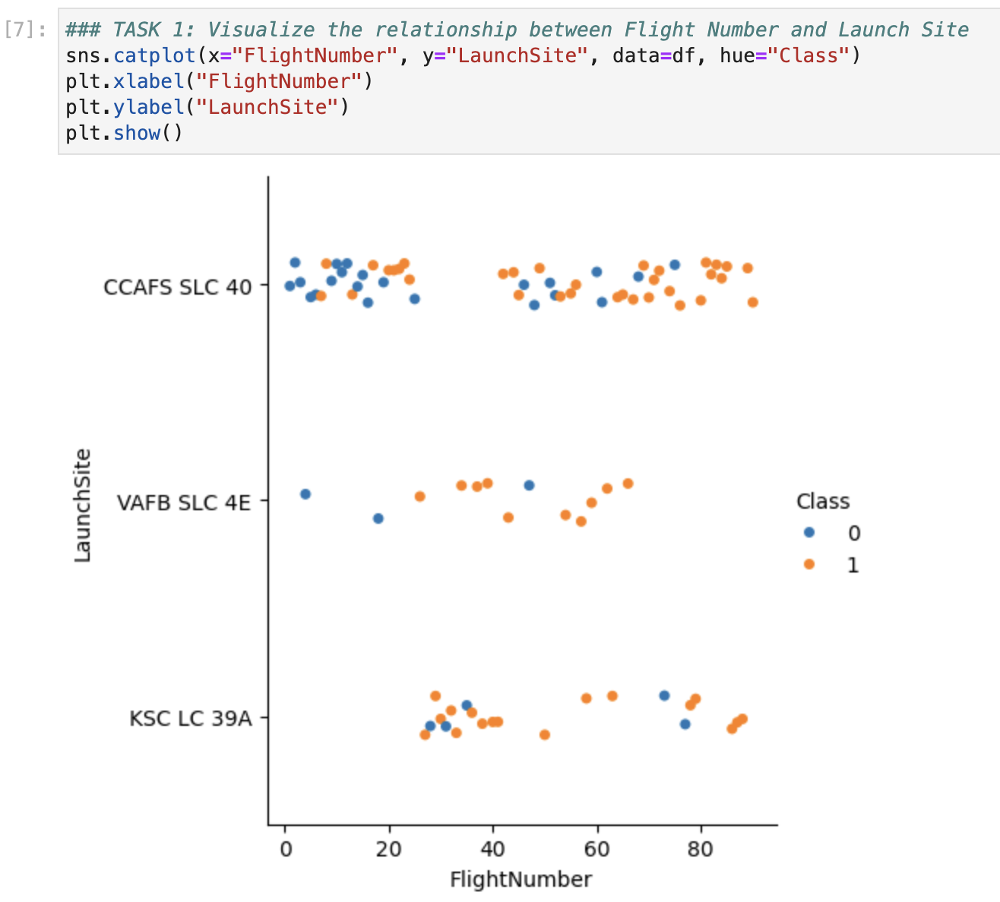 [7]: ### TASK 1: Visualize the relationship between Flight Number and Launch Site
sns.catplot(x="FlightNumber", y="LaunchSite", data=df, hue="Class")
plt.xlabel("FlightNumber")
plt.ylabel("LaunchSite")
plt.show()
CCAFS SLC 40
VAFB SLC 4E
KSC LC 39A
LaunchSite
0 20 40 60 80
FlightNumber
Class
0
1